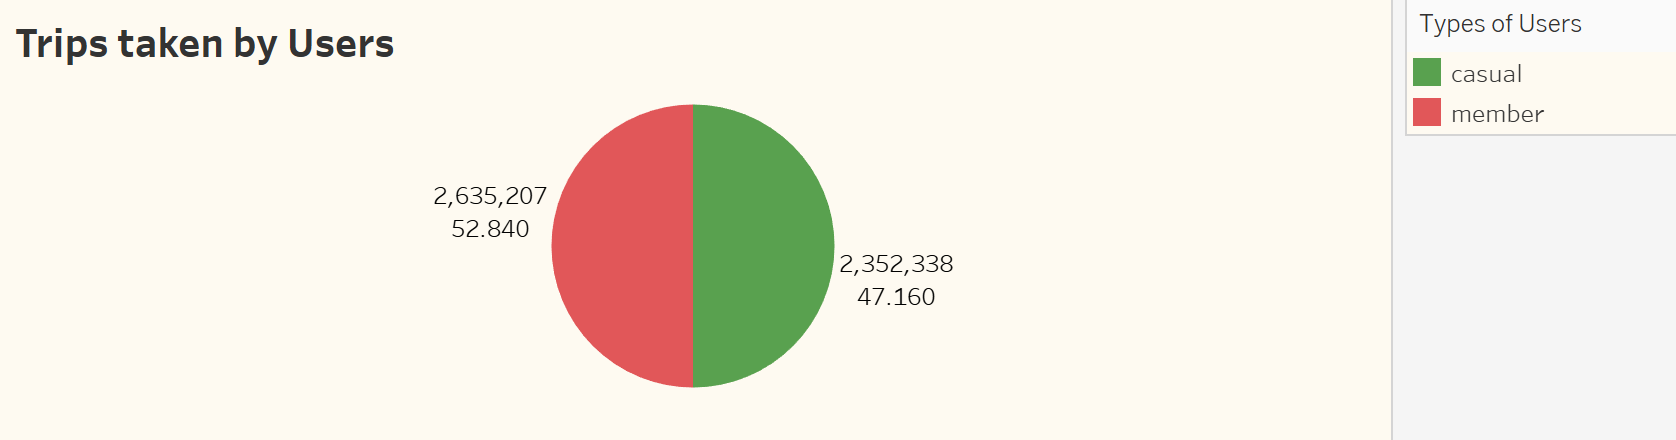 Trips taken by Users
2,635,207
52.840
2,352,338
47.160
Types of Users
casual
member